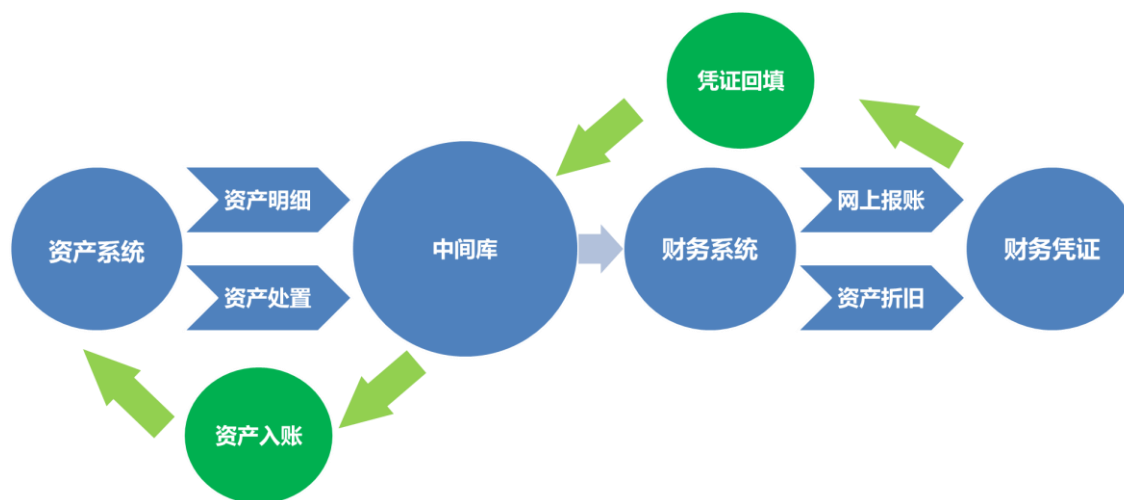 凭证回填
资产明细
网上报账
资产系统
中间库
财务系统
财务凭证
资产处置
资产折旧
资产入账